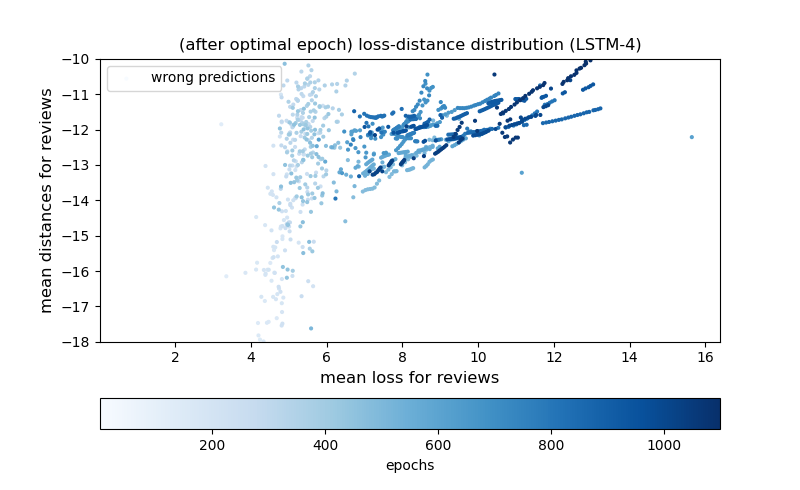 (after optimal epoch) loss-distance distribution (LSTM-4)
wrong predictions
mean distances for reviews
−10
−11
−12
−13
−14
−15
−16
−17
−18
2 4 6 8 10 12 14 16
mean loss for reviews
200 400 600 800 1000
epochs